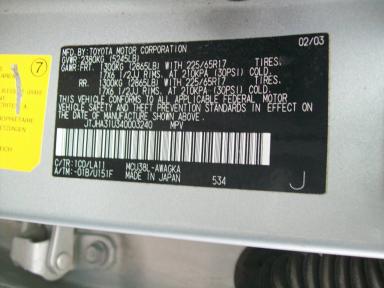 MFD. BY: TOYOTA MOTOR CORPORATION 02/03
GVWR: 2380KG (5245LB)
GAWR: FRT. 1300KG (2865LB) WITH 225/65R17 TIRES.
17X6 1/2JJ RIMS. AT 210KPA (30PSI) COLD.
RR. 1300KG (2865LB) WITH 225/65R17 TIRES.
17X6 1/2JJ RIMS. AT 210KPA (30PSI) COLD.
THIS VEHICLE CONFORMS TO ALL APPLICABLE FEDERAL MOTOR
VEHICLE SAFETY AND THEFT PREVENTION STANDARDS IN EFFECT
ON THE DATE OF MANUFACTURE SHOWN ABOVE.
JTJHA31U340003240 MPV
C/TR:1C0/LA11 MCU38L-AWAGKA
A/TM:-01B/U151F MADE IN JAPAN 534 J
7